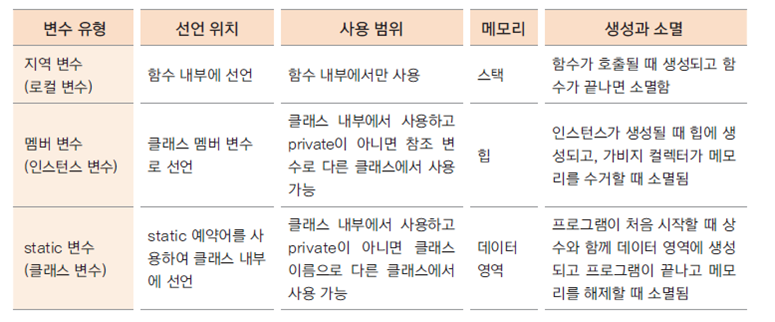 변수 유형 선언 위치 사용 범위 메모리 생성과 소멸
지역 변수
(로컬 변수)
함수 내부에 선언
함수 내부에서만 사용
스택
함수가 호출될 때 생성되고 함
수가 끝나면 소멸함
멤버 변수
(인스턴스 변수)
클래스 멤버 변수
로 선언
클래스 내부에서 사용하고
private이 아니면 참조 변
수로 다른 클래스에서 사용
가능
힙
인스턴스가 생성될 때 힙에 생
성되고, 가비지 컬렉터가 메모
리를 수거할 때 소멸됨
static 변수
(클래스 변수)
static 예약어를 사
용하여 클래스 내부
에 선언
클래스 내부에서 사용하고
private이 아니면 클래스
이름으로 다른 클래스에서
사용 가능
데이터
영역
프로그램이 처음 시작할 때 상
수와 함께 데이터 영역에 생성
되고 프로그램이 끝나고 메모
리를 해제할 때 소멸됨